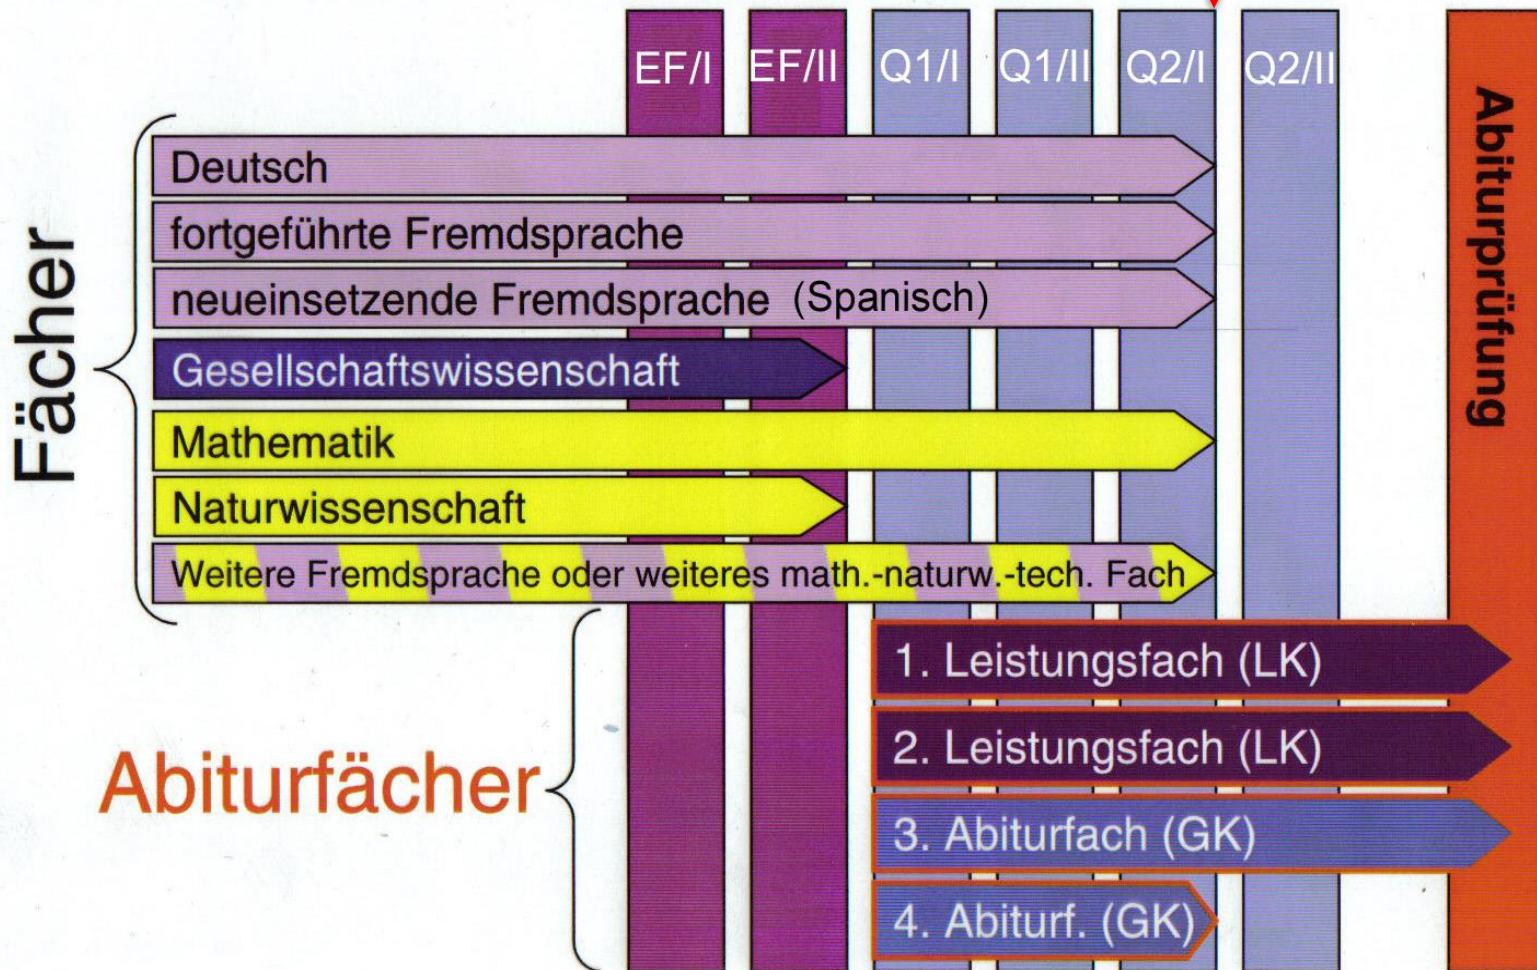 EF/I EF/II Q1/I Q1/II Q2/I Q2/II
Abiturprüfung
Fächer
Deutsch
fortgeführte Fremdsprache
neueinsetzende Fremdsprache (Spanisch)
Gesellschaftswissenschaft
Mathematik
Naturwissenschaft
Weitere Fremdsprache oder weiteres math.-naturw.-tech. Fach
Abiturfächer
1. Leistungsfach (LK)
2. Leistungsfach (LK)
3. Abiturfach (GK)
4. Abiturf. (GK)